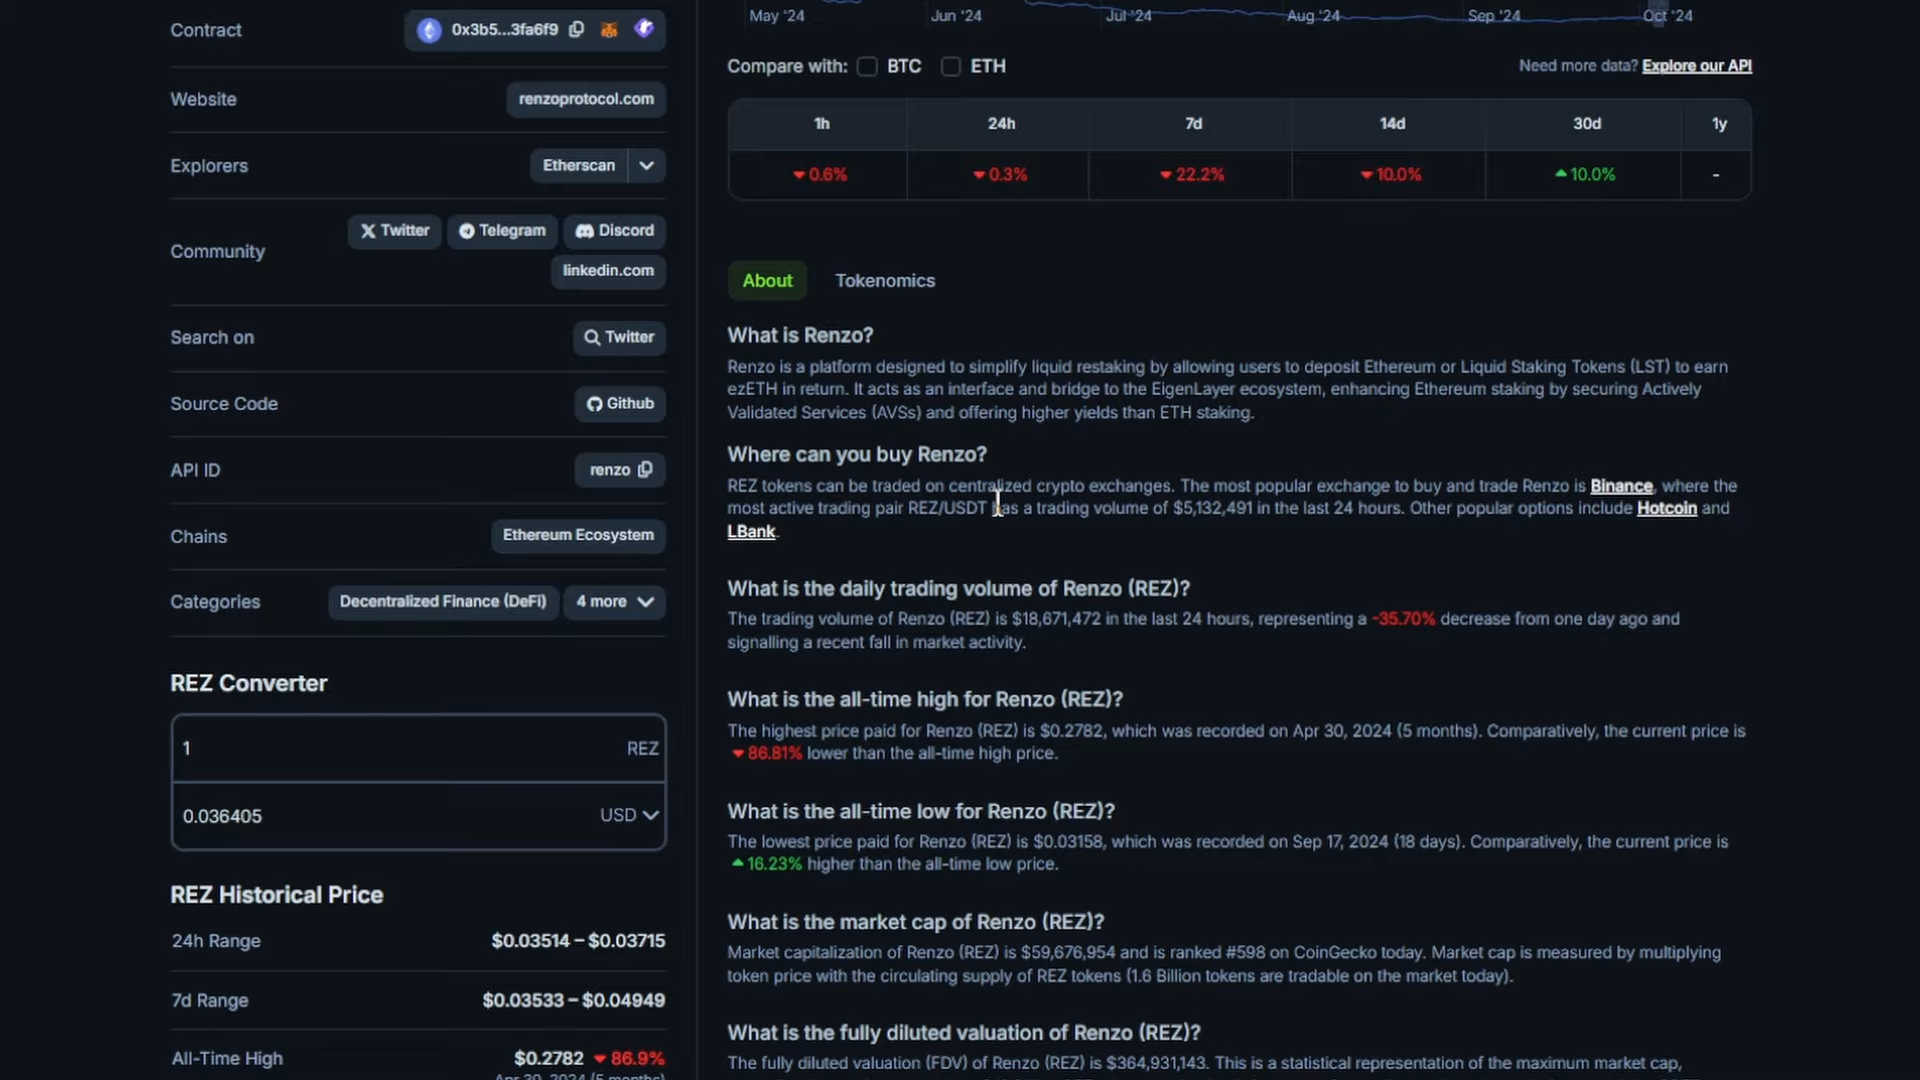 Contract
0x3b5...3fa6f9
Website
renzoprotocol.com
Explorers
Etherscan
Community
Twitter
Telegram
Discord
linkedin.com
Search on
Twitter
Source Code
Github
API ID
renzo
Chains
Ethereum Ecosystem
Categories
Decentralized Finance (DeFi)
4 more
REZ Converter
1
REZ
0.036405
USD
REZ Historical Price
24h Range
$0.03514 – $0.03715
7d Range
$0.03533 – $0.04949
All-Time High
$0.2782 86.9%
Apr 30, 2024 (5 months)
May '24 Jun '24 Jul '24 Aug '24 Sep '24 Oct '24
Compare with: BTC ETH
Need more data? Explore our API
1h 24h 7d 14d 30d 1y
0.6% 0.3% 22.2% 10.0% 10.0% -
About Tokenomics
What is Renzo?
Renzo is a platform designed to simplify liquid restaking by allowing users to deposit Ethereum or Liquid Staking Tokens (LST) to earn
ezETH in return. It acts as an interface and bridge to the EigenLayer ecosystem, enhancing Ethereum staking by securing Actively
Validated Services (AVSs) and offering higher yields than ETH staking.
Where can you buy Renzo?
REZ tokens can be traded on centralized crypto exchanges. The most popular exchange to buy and trade Renzo is Binance, where the
most active trading pair REZ/USDT has a trading volume of $5,132,491 in the last 24 hours. Other popular options include Hotcoin and
LBank.
What is the daily trading volume of Renzo (REZ)?
The trading volume of Renzo (REZ) is $18,671,472 in the last 24 hours, representing a -35.70% decrease from one day ago and
signalling a recent fall in market activity.
What is the all-time high for Renzo (REZ)?
The highest price paid for Renzo (REZ) is $0.2782, which was recorded on Apr 30, 2024 (5 months). Comparatively, the current price is
86.81% lower than the all-time high price.
What is the all-time low for Renzo (REZ)?
The lowest price paid for Renzo (REZ) is $0.03158, which was recorded on Sep 17, 2024 (18 days). Comparatively, the current price is
16.23% higher than the all-time low price.
What is the market cap of Renzo (REZ)?
Market capitalization of Renzo (REZ) is $59,676,954 and is ranked #598 on CoinGecko today. Market cap is measured by multiplying
token price with the circulating supply of REZ tokens (1.6 Billion tokens are tradable on the market today).
What is the fully diluted valuation of Renzo (REZ)?
The fully diluted valuation (FDV) of Renzo (REZ) is $364,931,143. This is a statistical representation of the maximum market cap,